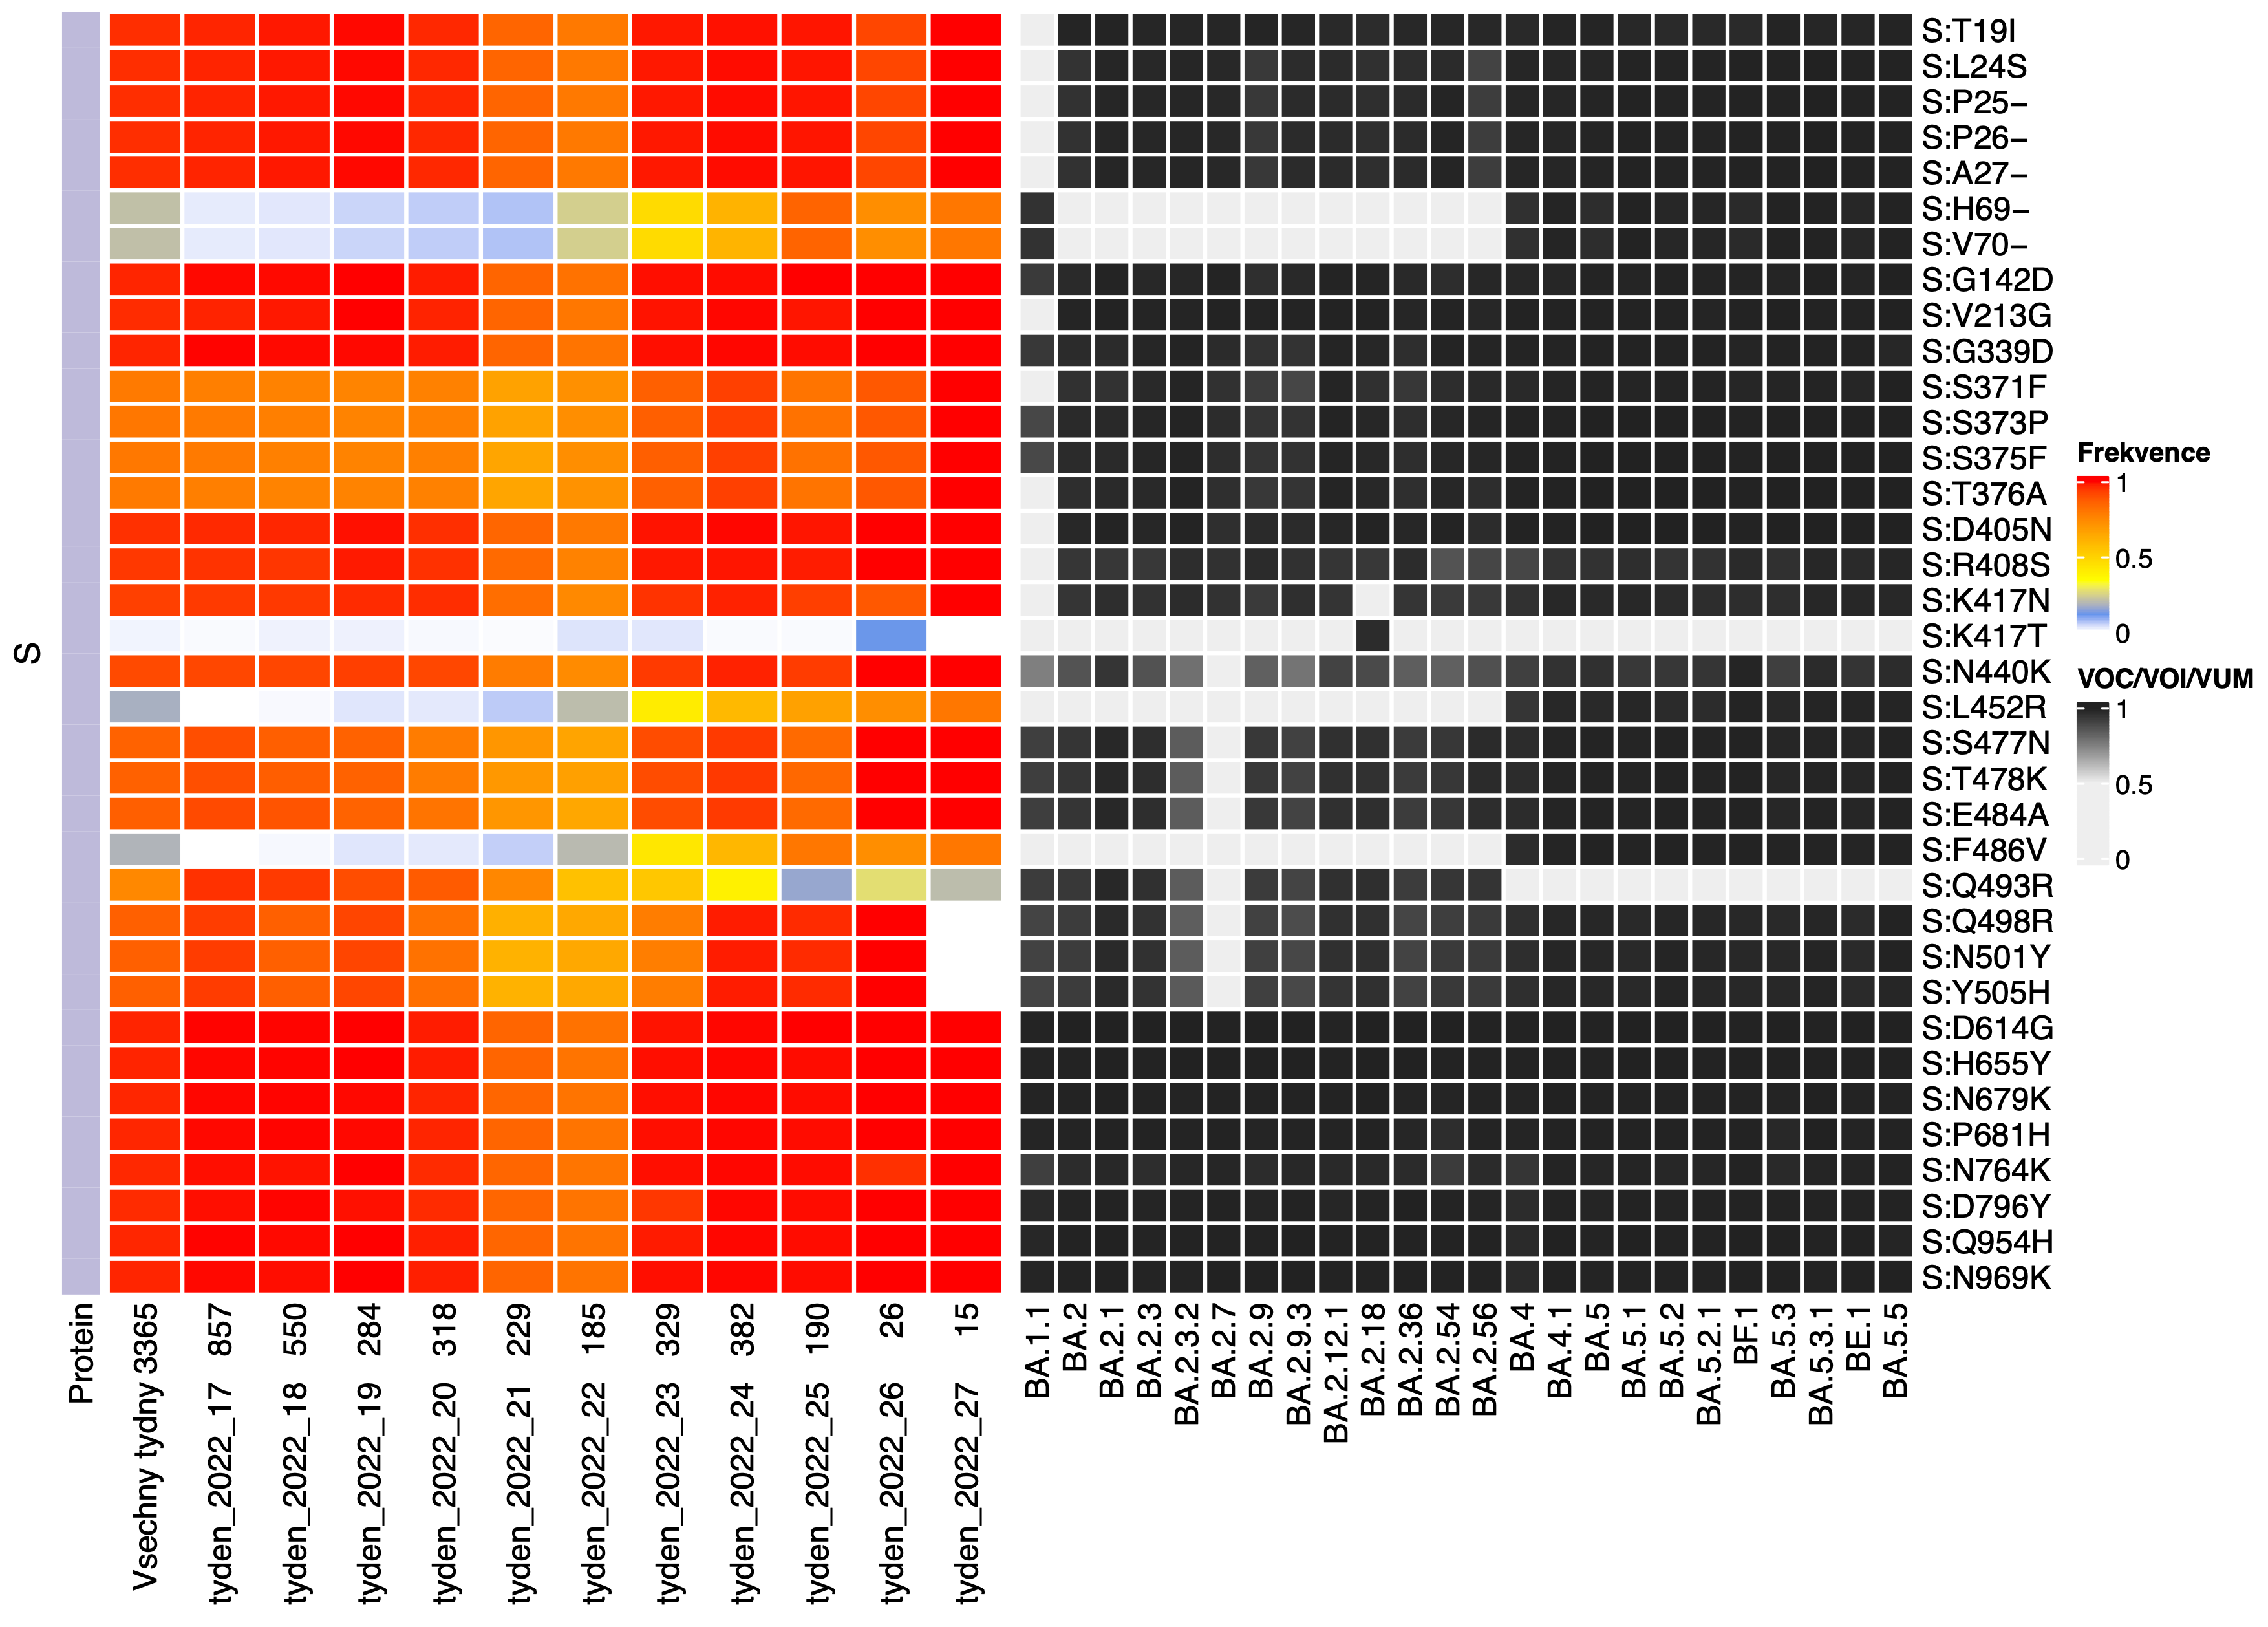 S:T19I
S:L24S
S:P25–
S:P26–
S:A27–
S:H69–
S:V70–
S:G142D
S:V213G
S:G339D
S:S371F
S:S373P
S:S375F
S:T376A
S:D405N
S:R408S
S:K417N
S:K417T
S:N440K
S:L452R
S:S477N
S:T478K
S:E484A
S:F486V
S:Q493R
S:Q498R
S:N501Y
S:Y505H
S:D614G
S:H655Y
S:N679K
S:P681H
S:N764K
S:D796Y
S:Q954H
S:N969K
S
Frekvence
1
0.5
0
VOC/VOI/VUM
1
0.5
0
Protein
Vsechny tydny 3365
tyden_2022_17 857
tyden_2022_18 550
tyden_2022_19 284
tyden_2022_20 318
tyden_2022_21 229
tyden_2022_22 185
tyden_2022_23 329
tyden_2022_24 382
tyden_2022_25 190
tyden_2022_26 26
tyden_2022_27 15
BA.1.1
BA.2
BA.2.1
BA.2.3
BA.2.3.2
BA.2.7
BA.2.9
BA.2.9.3
BA.2.12.1
BA.2.18
BA.2.36
BA.2.54
BA.2.56
BA.4
BA.4.1
BA.5
BA.5.1
BA.5.2
BA.5.2.1
BF.1
BA.5.3
BA.5.3.1
BE.1
BA.5.5